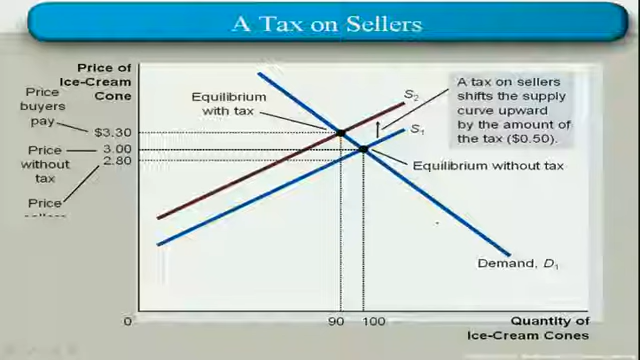 A Tax on Sellers
Price of
Ice-Cream
Cone
Price
buyers
pay
$3.30
Price
without
tax
3.00
2.80
Price
Equilibrium
with tax
S2
S1
A tax on sellers
shifts the supply
curve upward
by the amount of
the tax ($0.50).
Equilibrium without tax
Demand, D1
0
90
100
Quantity of
Ice-Cream Cones